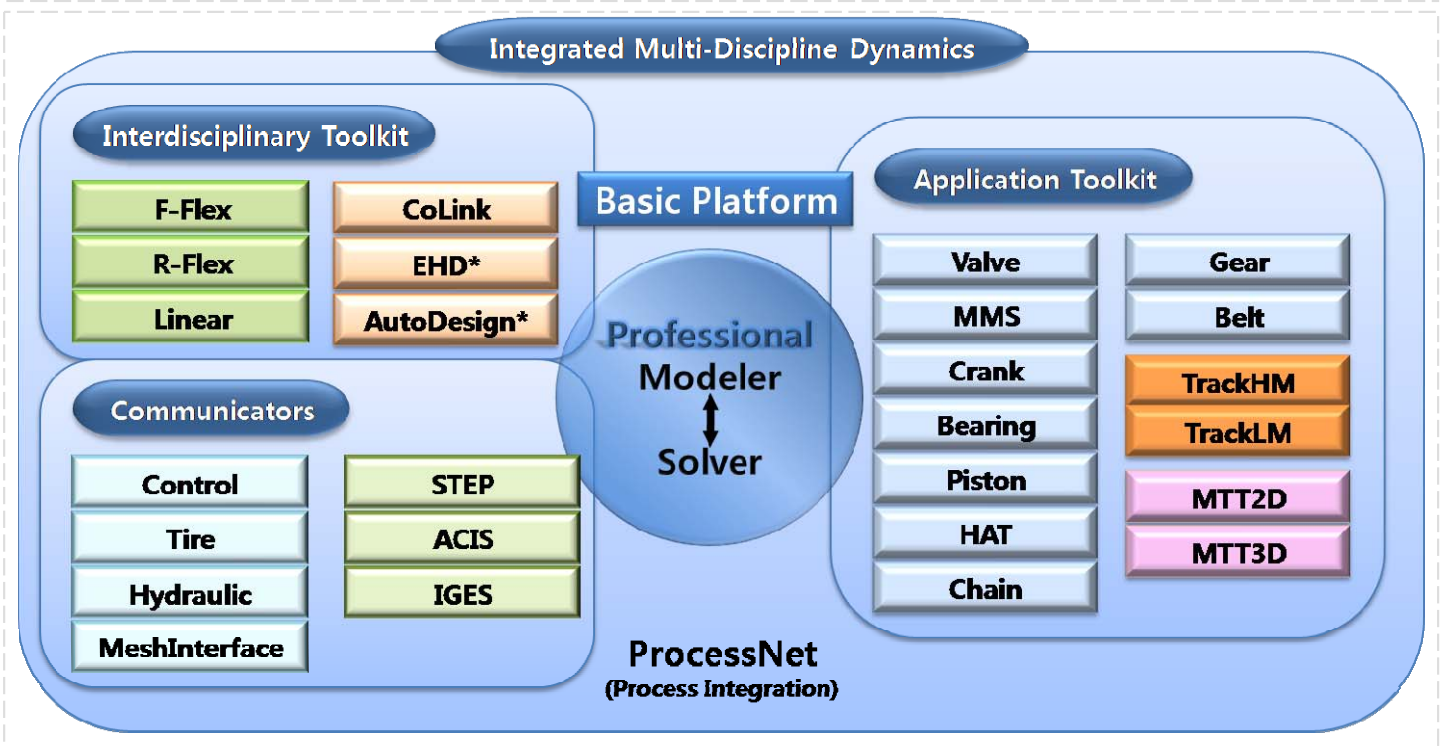 Integrated Multi-Discipline Dynamics
Interdisciplinary Toolkit
F-Flex
R-Flex
Linear
CoLink
EHD*
AutoDesign*
Basic Platform
Professional
Modeler
Solver
Application Toolkit
Valve
MMS
Crank
Bearing
Piston
HAT
Chain
Gear
Belt
TrackHM
TrackLM
MTT2D
MTT3D
Communicators
Control
Tire
Hydraulic
MeshInterface
STEP
ACIS
IGES
ProcessNet
(Process Integration)